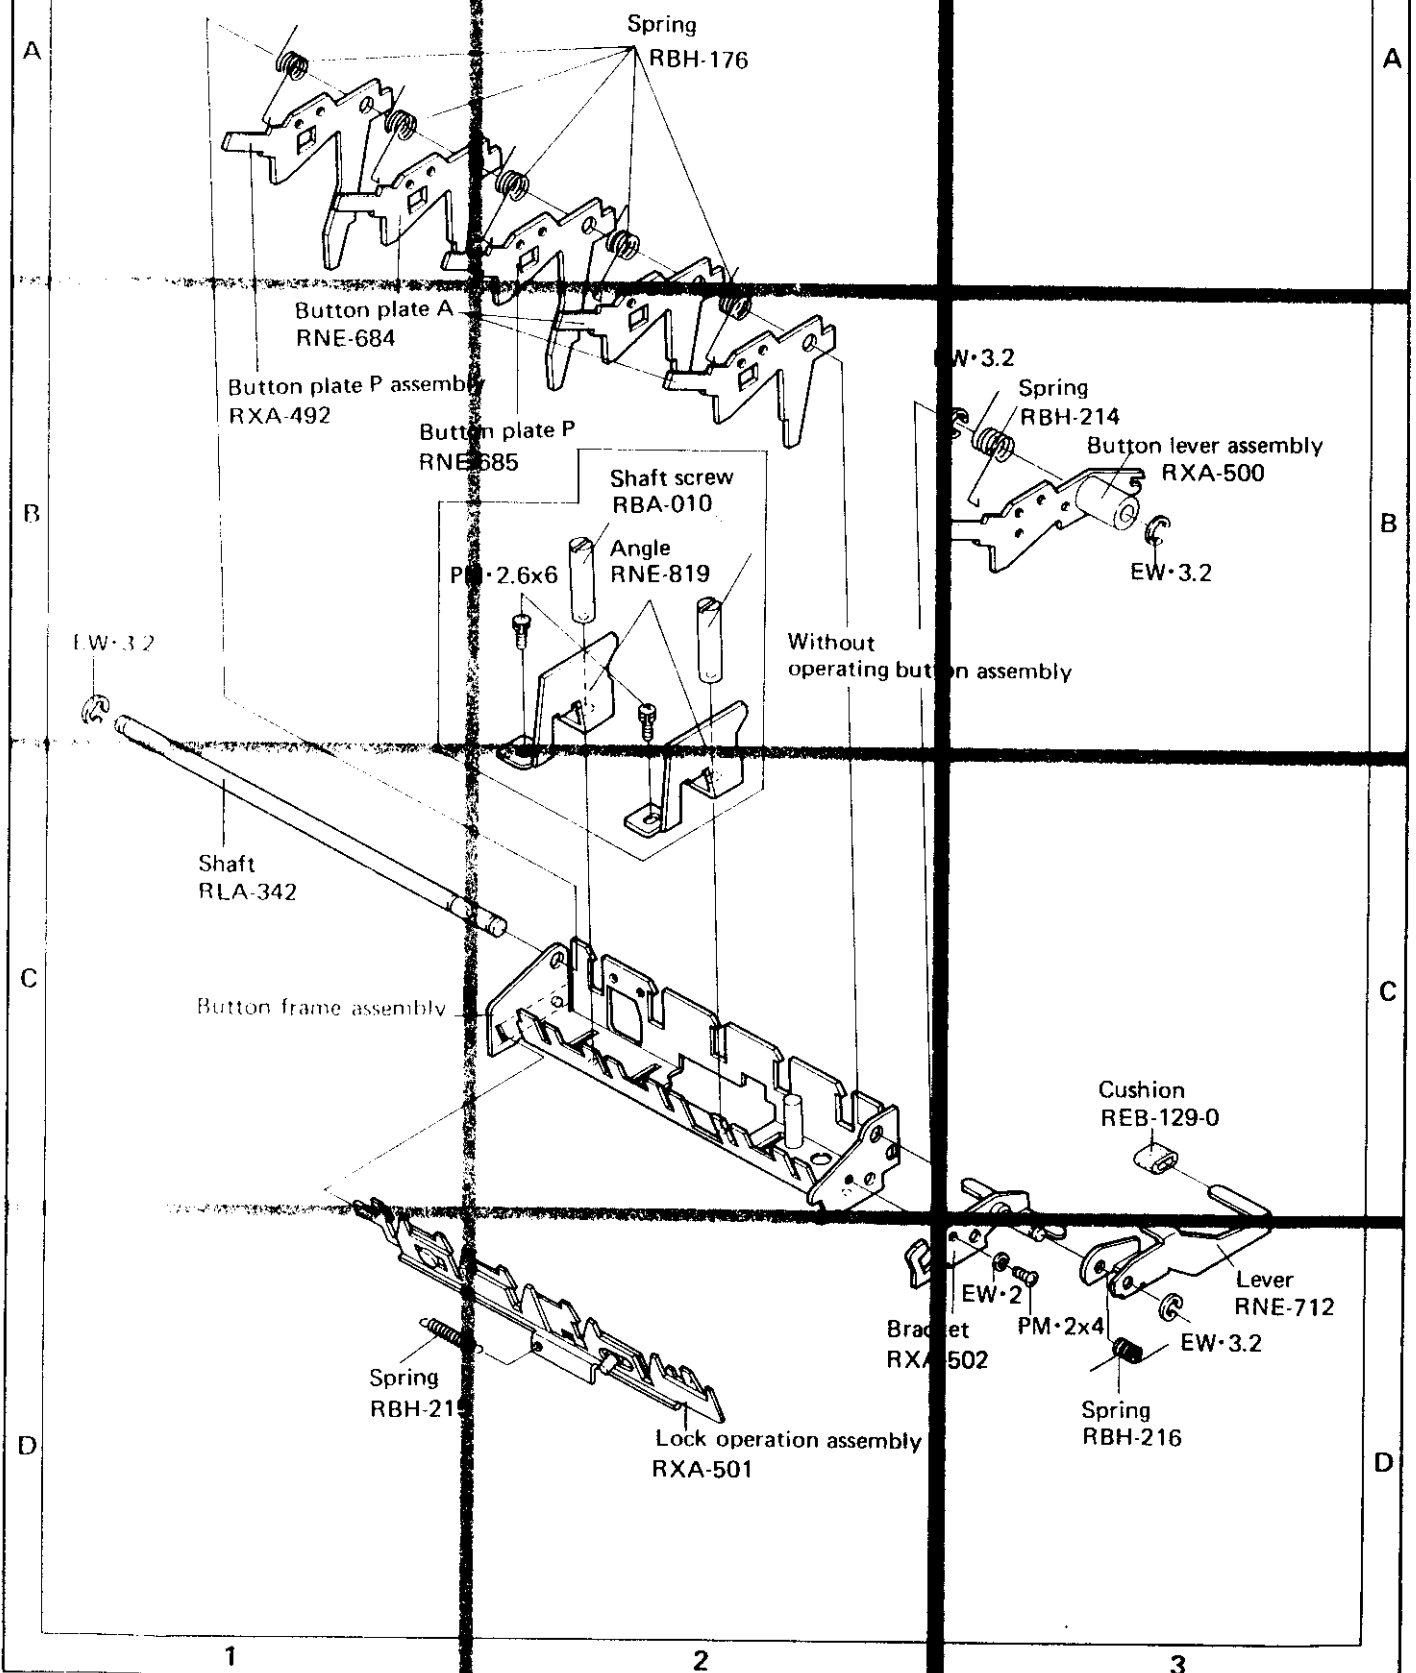 A
Spring
RBH-176
A
Button plate A
RNE-684
Button plate P assembly
RXA-492
Button plate P
RNE-685
EW·3.2
Spring
RBH-214
Button lever assembly
RXA-500
EW·3.2
B
B
Shaft screw
RBA-010
Angle
RNE-819
PM·2.6x6
Without
operating button assembly
EW·3.2
Shaft
RLA-342
C
C
Button frame assembly
Cushion
REB-129-0
EW·2
PM·2x4
Bracket
RXA-502
Lever
RNE-712
EW·3.2
Spring
RBH-216
Spring
Lock operation assembly
RXA-501
D
D
1
2
3